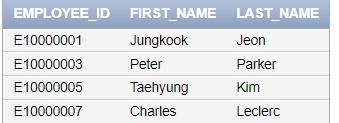 EMPLOYEE_ID FIRST_NAME LAST_NAME
E10000001 Jungkook Jeon
E10000003 Peter Parker
E10000005 Taehyung Kim
E10000007 Charles Leclerc